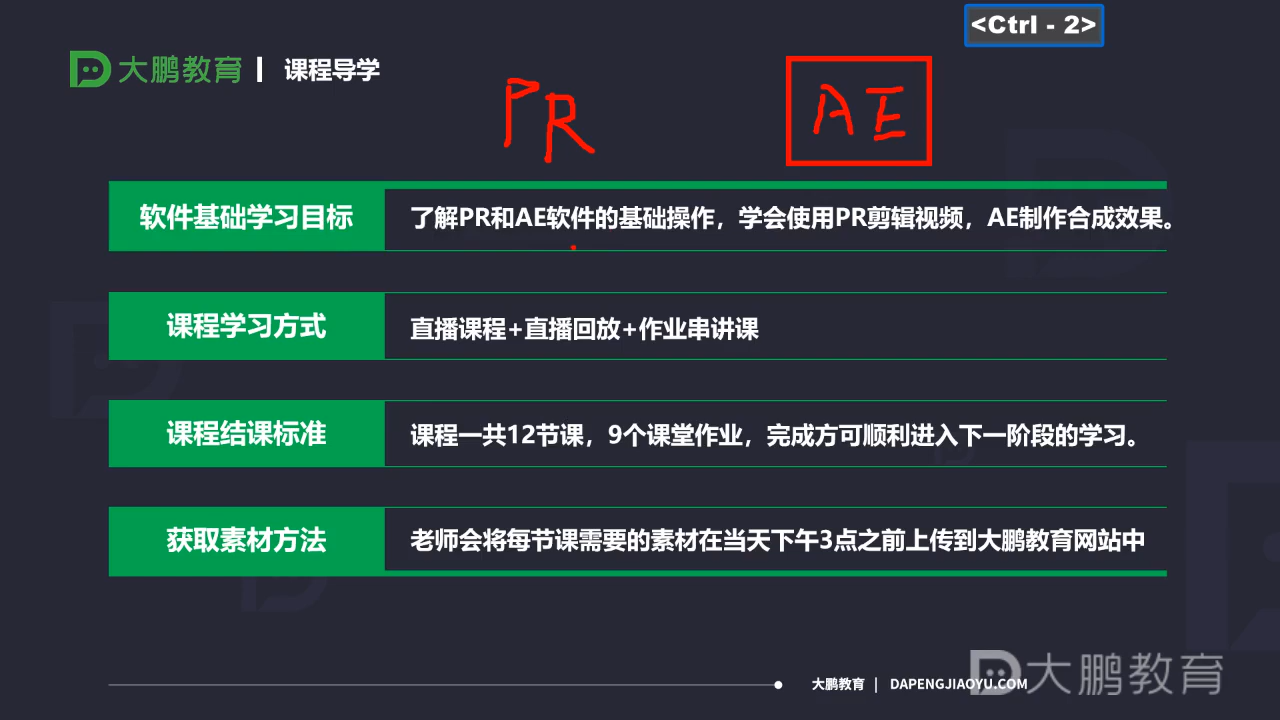 <Ctrl - 2>
大鹏教育 | 课程导学
PR
AE
软件基础学习目标
了解PR和AE软件的基础操作，学会使用PR剪辑视频，AE制作合成效果。
课程学习方式
直播课程+直播回放+作业串讲课
课程结课标准
课程一共12节课，9个课堂作业，完成方可顺利进入下一阶段的学习。
获取素材方法
老师会将每节课需要的素材在当天下午3点之前上传到大鹏教育网站中
大鹏教育 | DAPENGJIAOYU.COM
大鹏教育